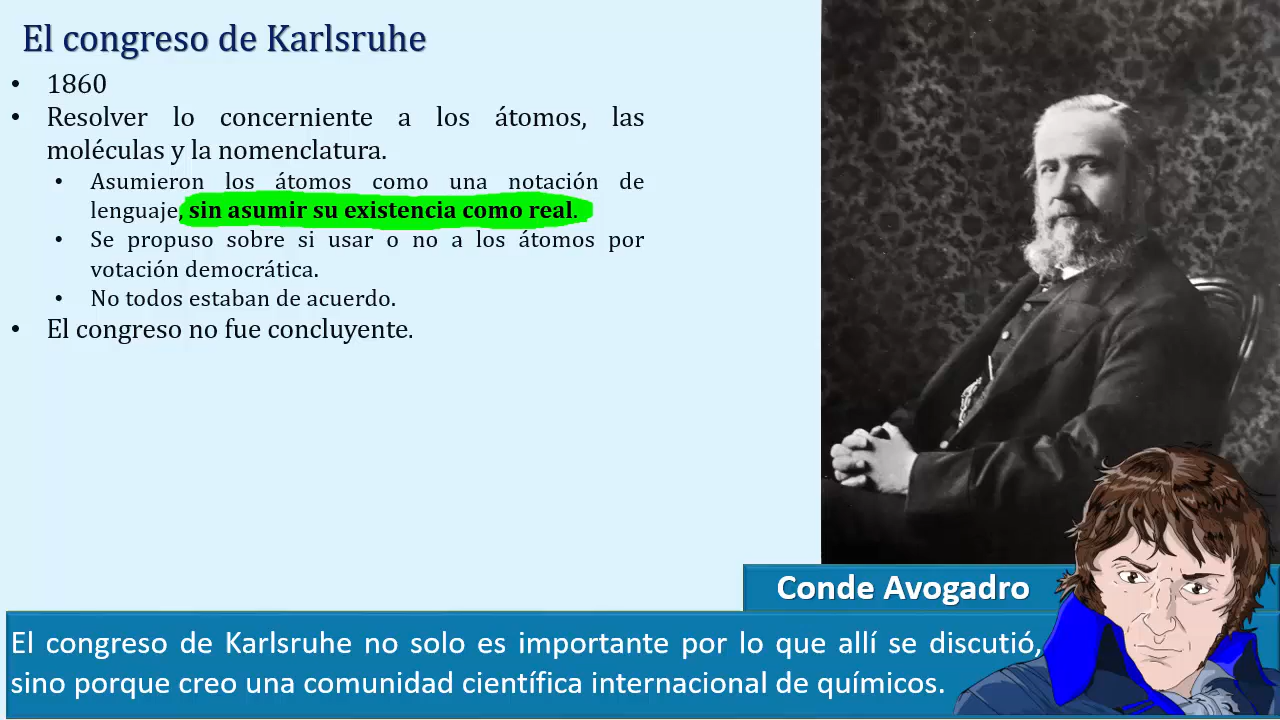 El congreso de Karlsruhe
• 1860
• Resolver lo concerniente a los átomos, las
moléculas y la nomenclatura.
• Asumieron los átomos como una notación de
lenguaje, sin asumir su existencia como real.
• Se propuso sobre si usar o no a los átomos por
votación democrática.
• No todos estaban de acuerdo.
• El congreso no fue concluyente.
Conde Avogadro
El congreso de Karlsruhe no solo es importante por lo que allí se discutió,
sino porque creo una comunidad científica internacional de químicos.